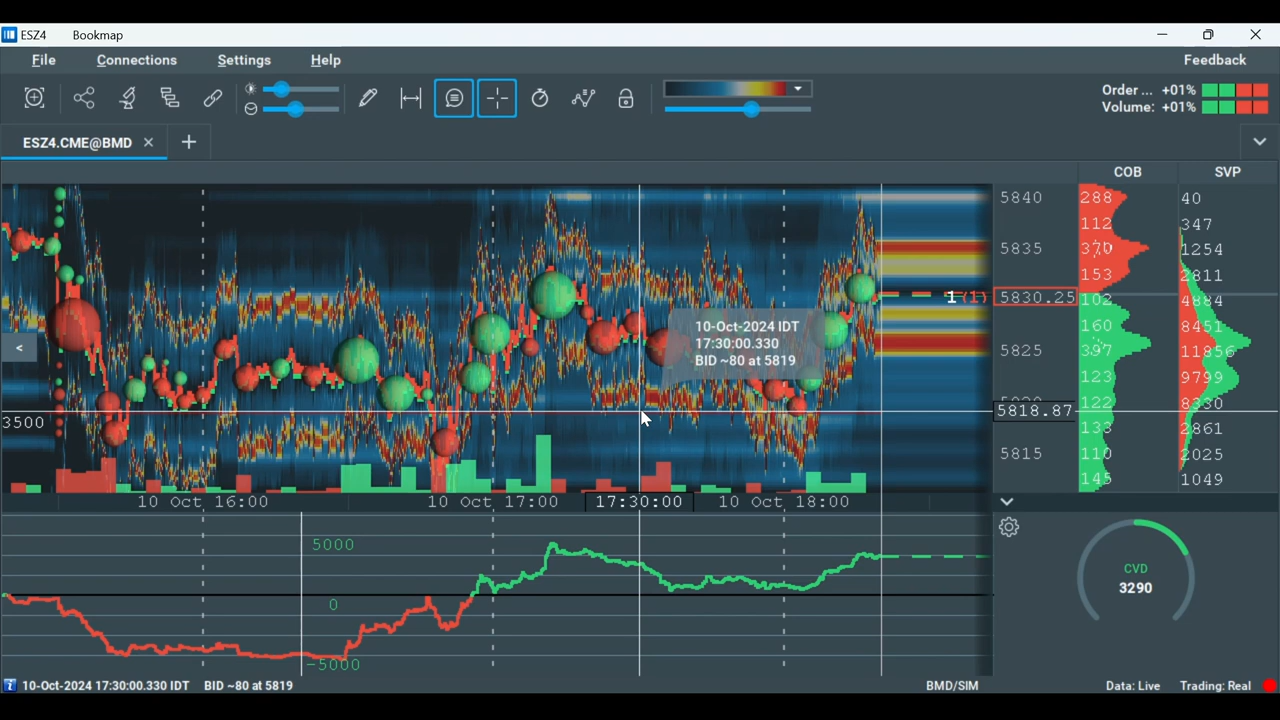 ESZ4 Bookmap
File Connections Settings Help Feedback
Order ... +01%
Volume: +01%
ESZ4.CME@BMD
COB SVP
5840 288 40
112 347
5835 370 1254
153 2811
1 (1) 5830.25 102 4884
160 8451
10-Oct-2024 IDT
17:30:00.330
BID ~80 at 5819
<
5825 397 11856
123 9799
5818.87 122 8330
3500 133 2861
5815 110 2025
145 1049
10 Oct 16:00 10 Oct 17:00 17:30:00 10 Oct 18:00
5000
0
-5000
CVD
3290
10-Oct-2024 17:30:00.330 IDT BID ~80 at 5819 BMD/SIM Data: Live Trading: Real